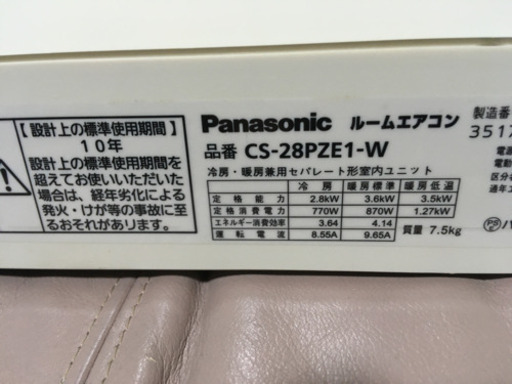 【設計上の標準使用期間】
10年
設計上の標準使用期間を
超えてお使いいただいた
場合は、経年劣化による
発火・けが等の事故に至
るおそれがあります。
Panasonic ルームエアコン
品番 CS-28PZE1-W
冷房・暖房兼用セパレート形室内ユニット
冷房 暖房標準 暖房低温
定格能力 2.8kW 3.6kW 3.5kW
定格消費電力 770W 870W 1.27kW
エネルギー消費効率 3.64 4.14
運転電流 8.55A 9.65A
質量 7.5kg
製造番
3517
電
電
区分
通年
パ